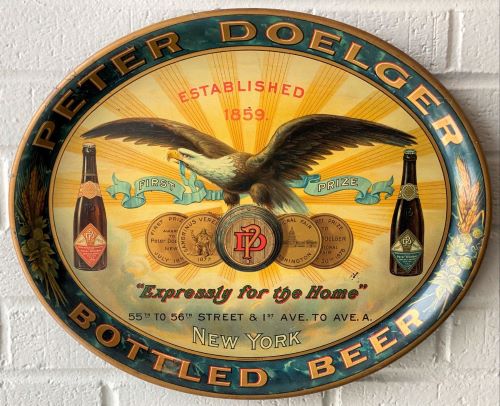 PETER DOELGER
ESTABLISHED
1859.
FIRST PRIZE
"Expressly for the Home"
55TH TO 56TH STREET & 1ST AVE. TO AVE. A.
NEW YORK
BOTTLED BEER